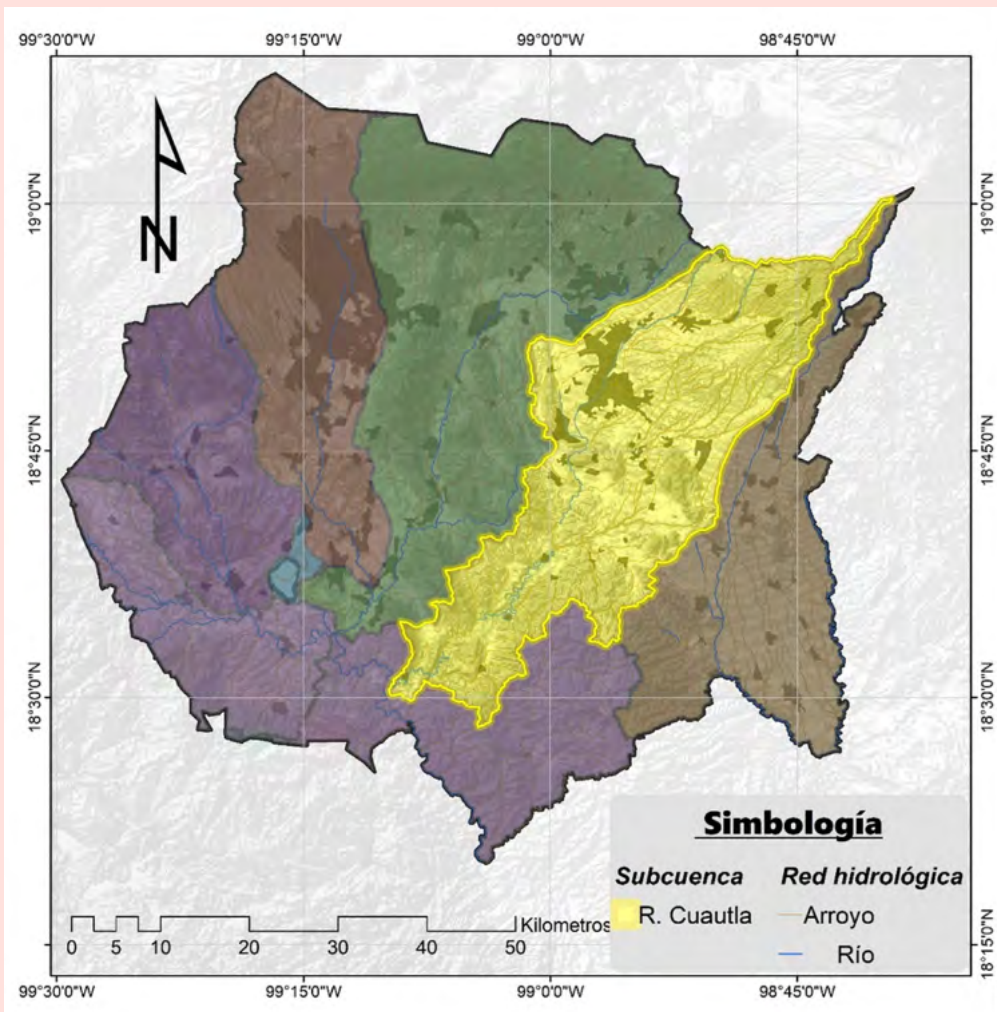 99°30'0"W 99°15'0"W 99°0'0"W 98°45'0"W
19°0'0"N 19°0'0"N
N
18°45'0"N 18°45'0"N
18°30'0"N 18°30'0"N
Simbología
Subcuenca Red hidrológica
R. Cuautla Arroyo
Río
Kilometros
0 5 10 20 30 40 50
18°15'0"N 18°15'0"N
99°30'0"W 99°15'0"W 99°0'0"W 98°45'0"W